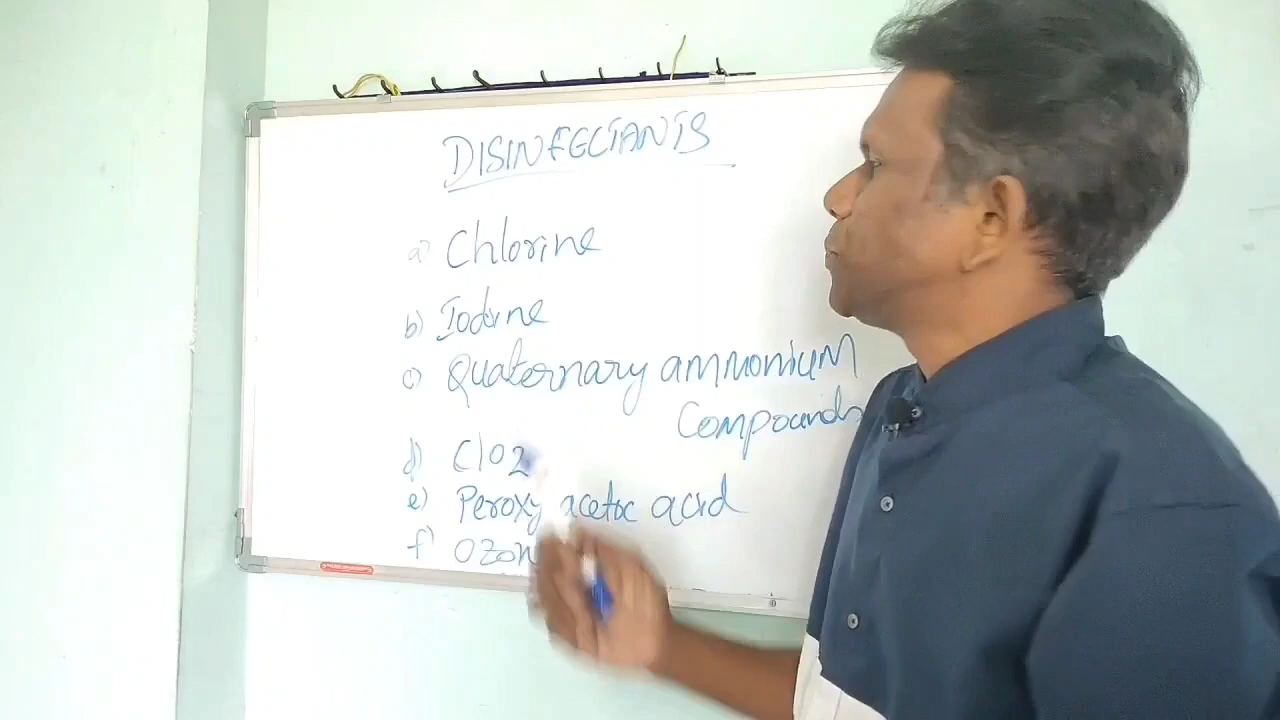 DISINFECTANTS
a) Chlorine
b) Iodine
c) Quaternary ammonium
Compounds
d) ClO2
e) Peroxy acetic acid
f) Ozon